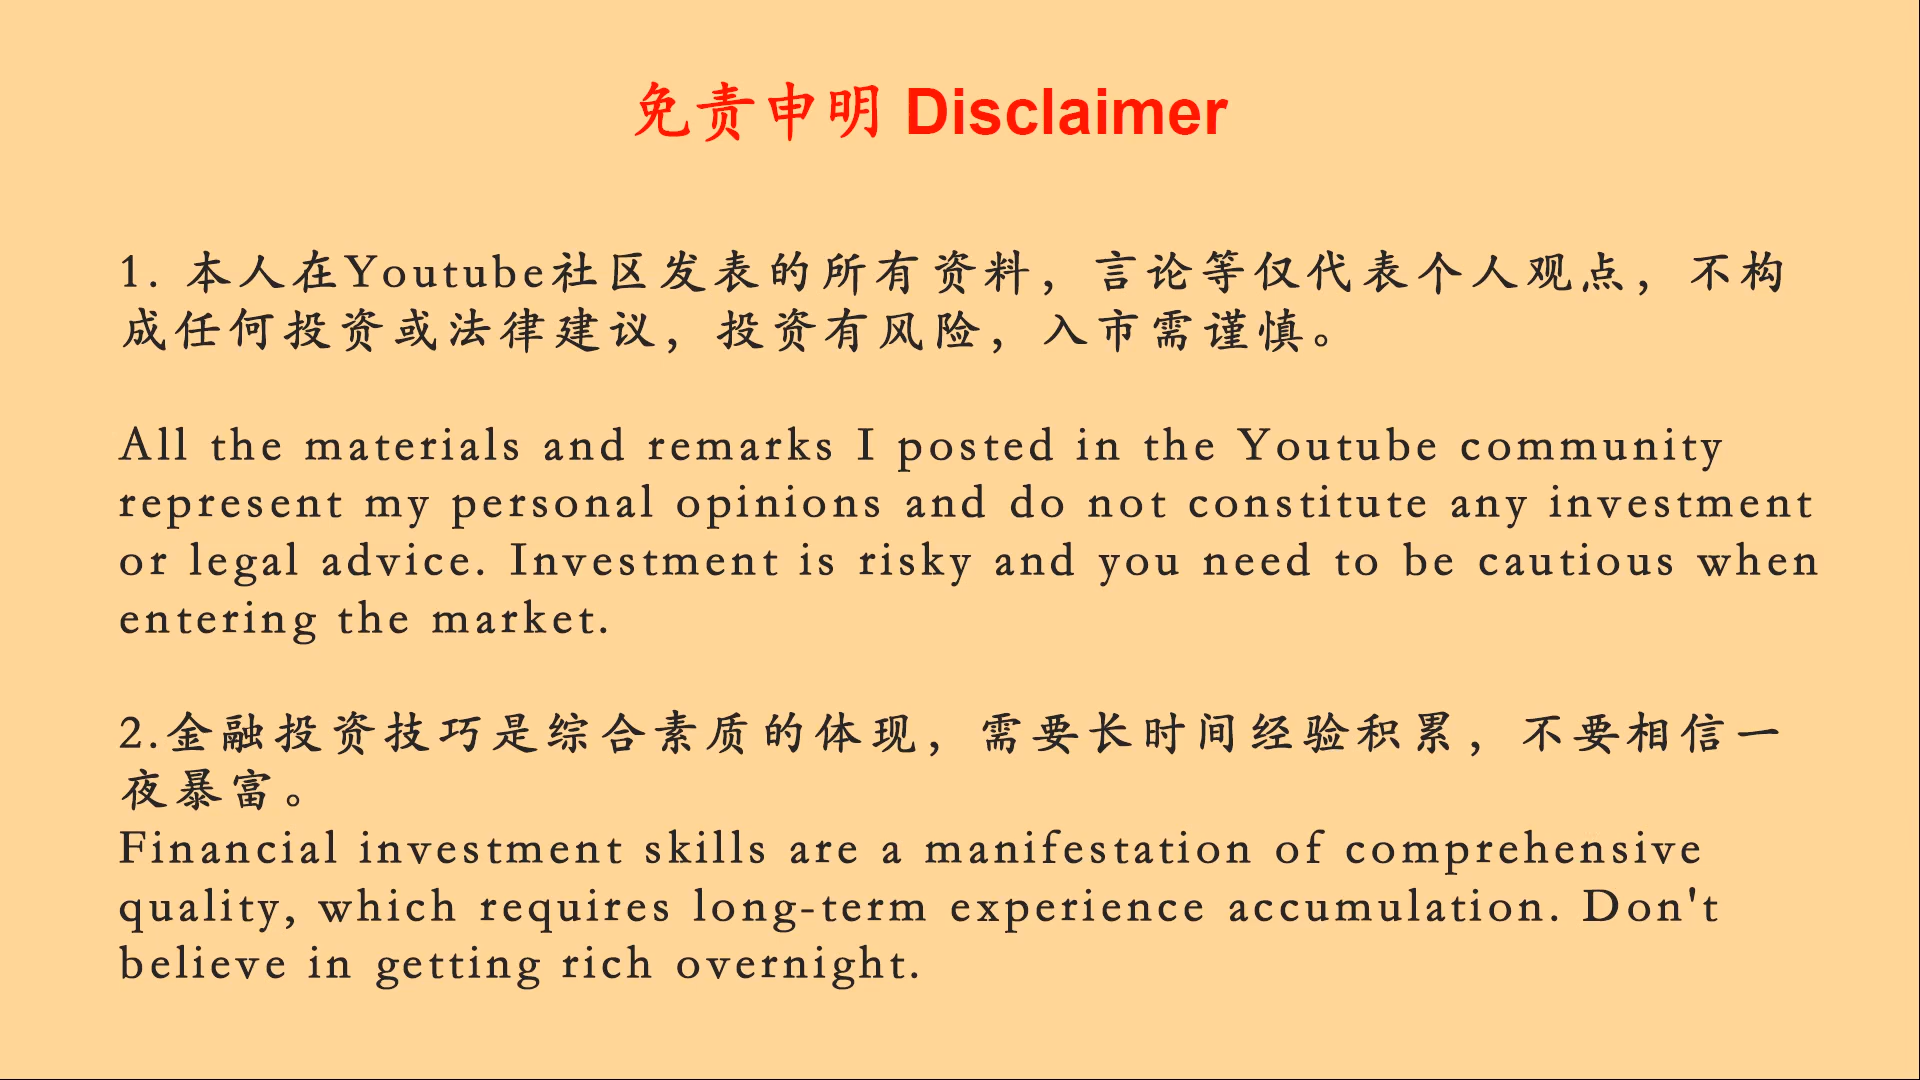 免责申明 Disclaimer
1. 本人在Youtube社区发表的所有资料，言论等仅代表个人观点，不构
成任何投资或法律建议，投资有风险，入市需谨慎。
All the materials and remarks I posted in the Youtube community
represent my personal opinions and do not constitute any investment
or legal advice. Investment is risky and you need to be cautious when
entering the market.
2.金融投资技巧是综合素质的体现，需要长时间经验积累，不要相信一
夜暴富。
Financial investment skills are a manifestation of comprehensive
quality, which requires long-term experience accumulation. Don't
believe in getting rich overnight.